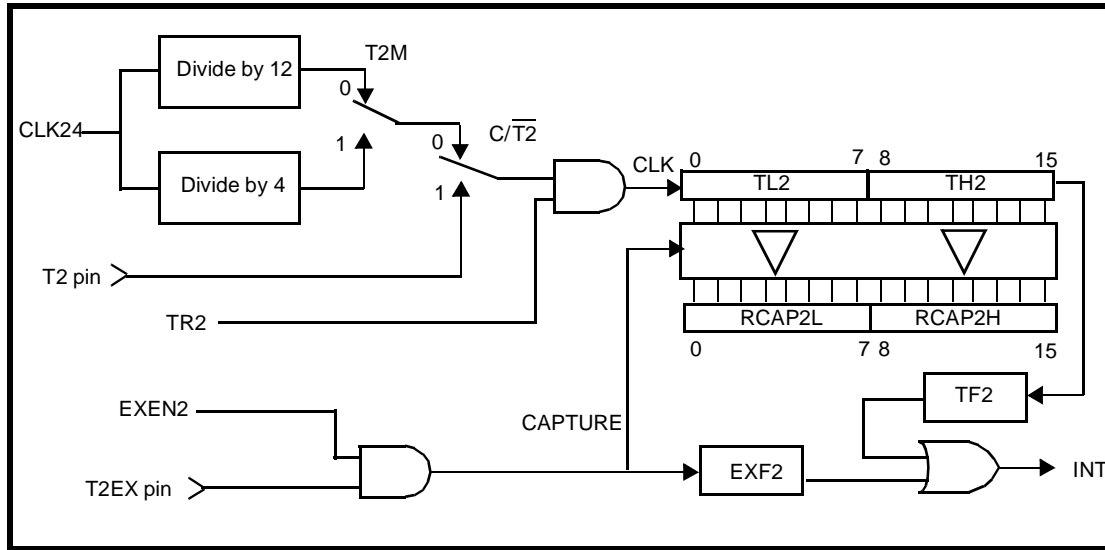 T2M
Divide by 12
0
CLK24
C/T2
0
1
CLK
0 7 8 15
TL2 TH2
Divide by 4
1
T2 pin
TR2
RCAP2L RCAP2H
0 7 8 15
TF2
EXEN2
CAPTURE
T2EX pin
EXF2
INT